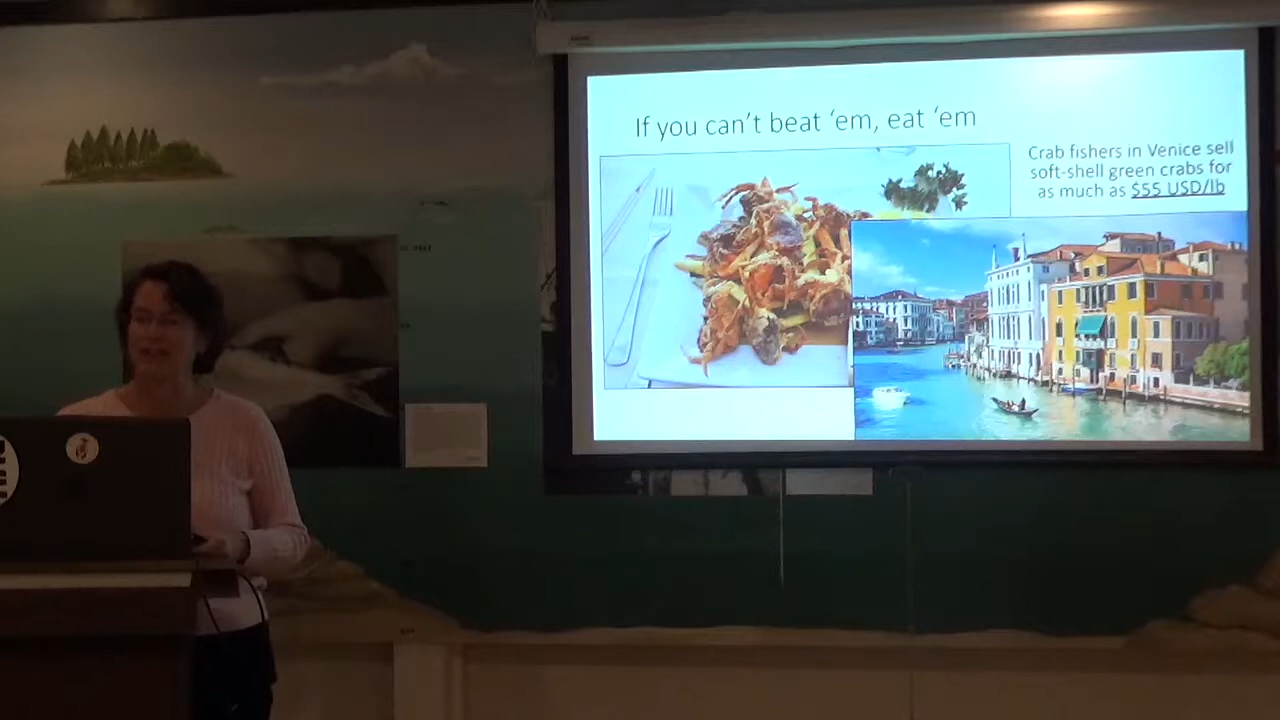 If you can't beat 'em, eat 'em
Crab fishers in Venice sell
soft-shell green crabs for
as much as $55 USD/lb